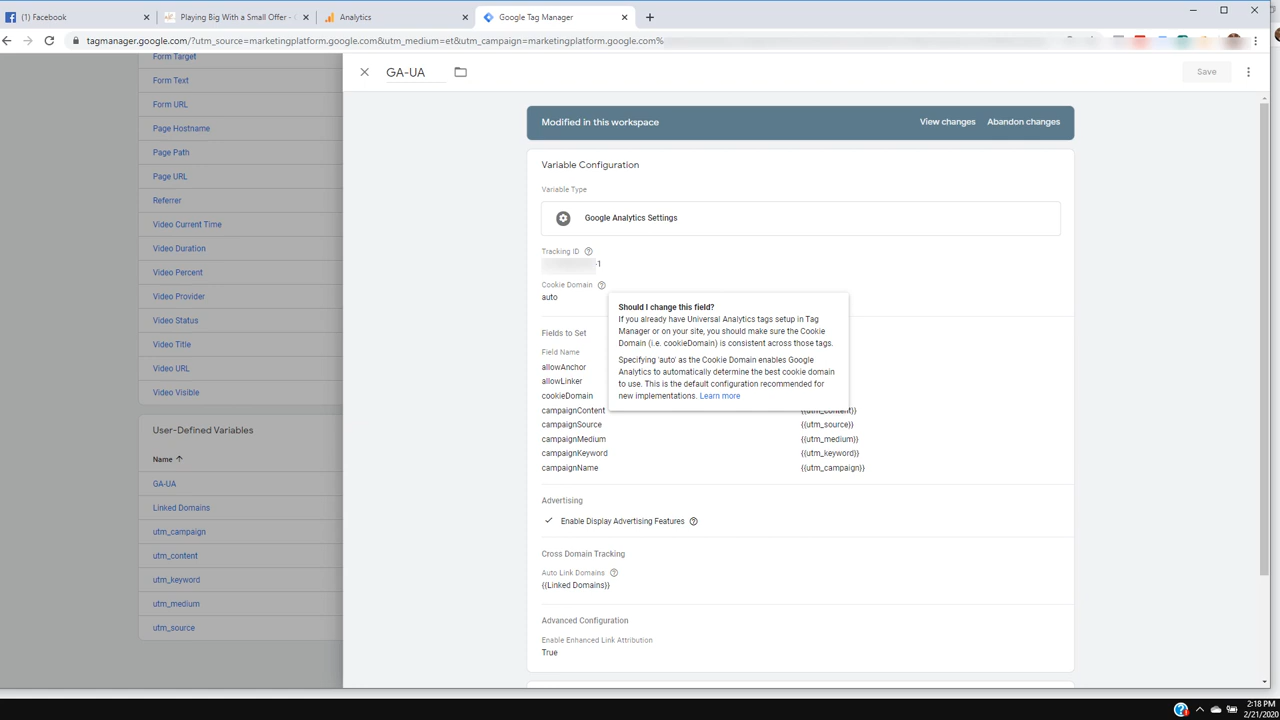 (1) Facebook
Playing Big With a Small Offer -
Analytics
Google Tag Manager
tagmanager.google.com/?utm_source=marketingplatform.google.com&utm_medium=et&utm_campaign=marketingplatform.google.com%
Form Target
Form Text
Form URL
Page Hostname
Page Path
Page URL
Referrer
Video Current Time
Video Duration
Video Percent
Video Provider
Video Status
Video Title
Video URL
Video Visible
User-Defined Variables
Name
GA-UA
Linked Domains
utm_campaign
utm_content
utm_keyword
utm_medium
utm_source
GA-UA
Save
Modified in this workspace
View changes
Abandon changes
Variable Configuration
Variable Type
Google Analytics Settings
Tracking ID
-1
Cookie Domain
auto
Should I change this field?
If you already have Universal Analytics tags setup in Tag
Manager or on your site, you should make sure the Cookie
Domain (i.e. cookieDomain) is consistent across those tags.
Specifying 'auto' as the Cookie Domain enables Google
Analytics to automatically determine the best cookie domain
to use. This is the default configuration recommended for
new implementations. Learn more
Fields to Set
Field Name
allowAnchor
allowLinker
cookieDomain
campaignContent {{utm_content}}
campaignSource {{utm_source}}
campaignMedium {{utm_medium}}
campaignKeyword {{utm_keyword}}
campaignName {{utm_campaign}}
Advertising
Enable Display Advertising Features
Cross Domain Tracking
Auto Link Domains
{{Linked Domains}}
Advanced Configuration
Enable Enhanced Link Attribution
True
2:18 PM
2/21/2020